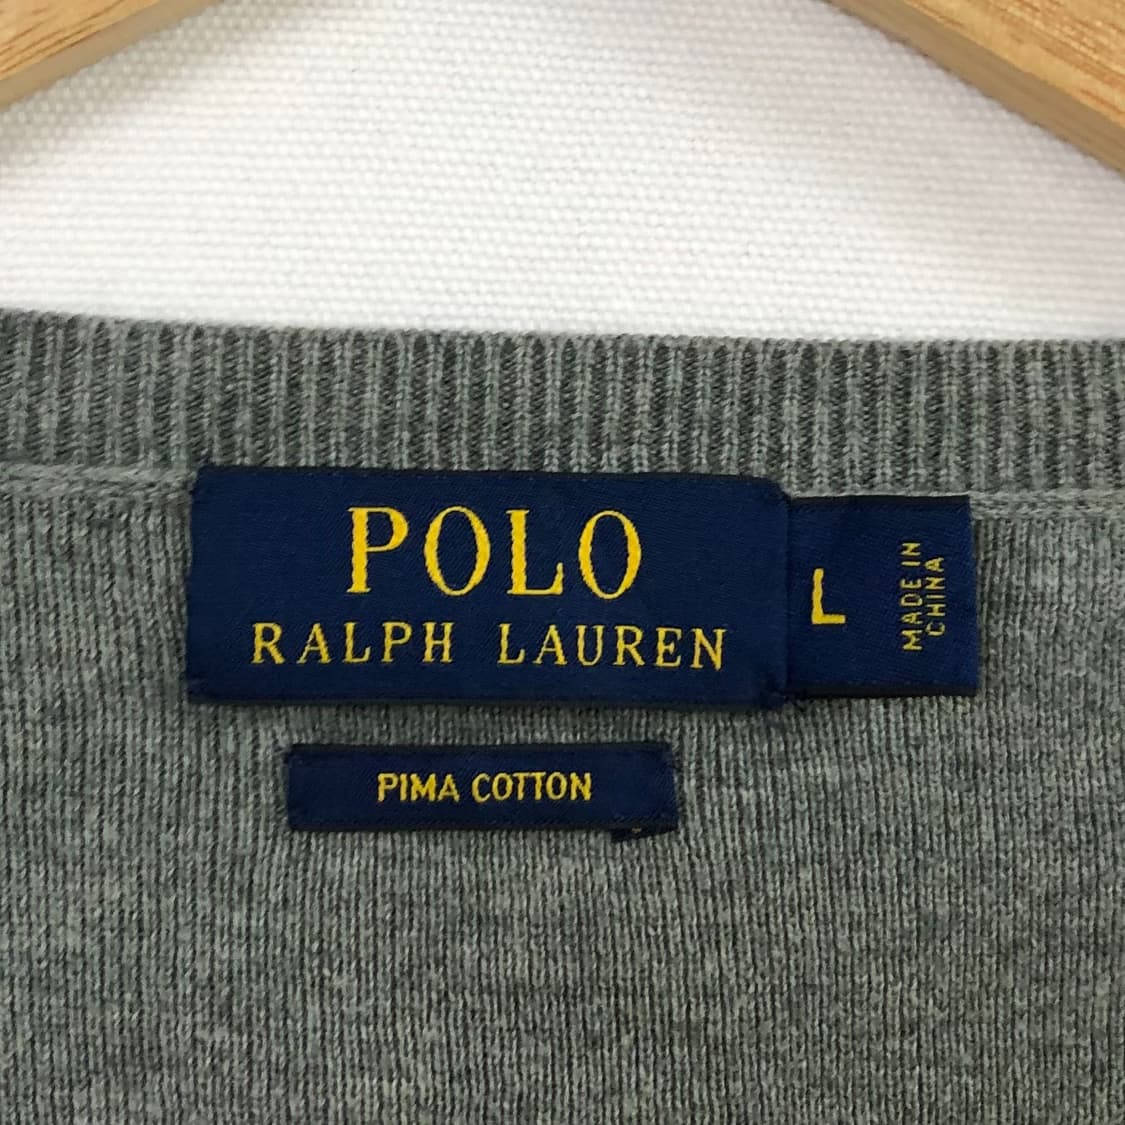 POLO
RALPH LAUREN
L
MADE IN
CHINA
PIMA COTTON